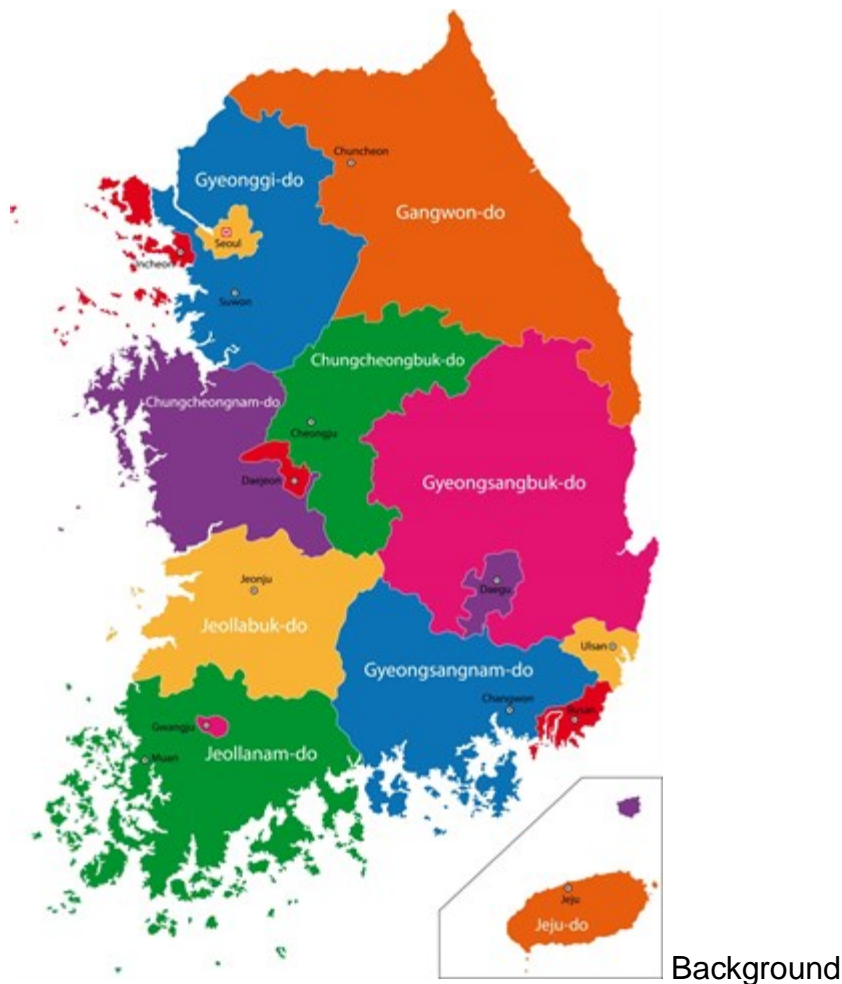 Chuncheon
Gyeonggi-do
Gangwon-do
Seoul
Incheon
Suwon
Chungcheongbuk-do
Chungcheongnam-do
Cheongju
Daejeon
Gyeongsangbuk-do
Jeonju
Daegu
Jeollabuk-do
Ulsan
Gyeongsangnam-do
Changwon
Busan
Gwangju
Jeollanam-do
Muan
Jeju
Jeju-do
Background